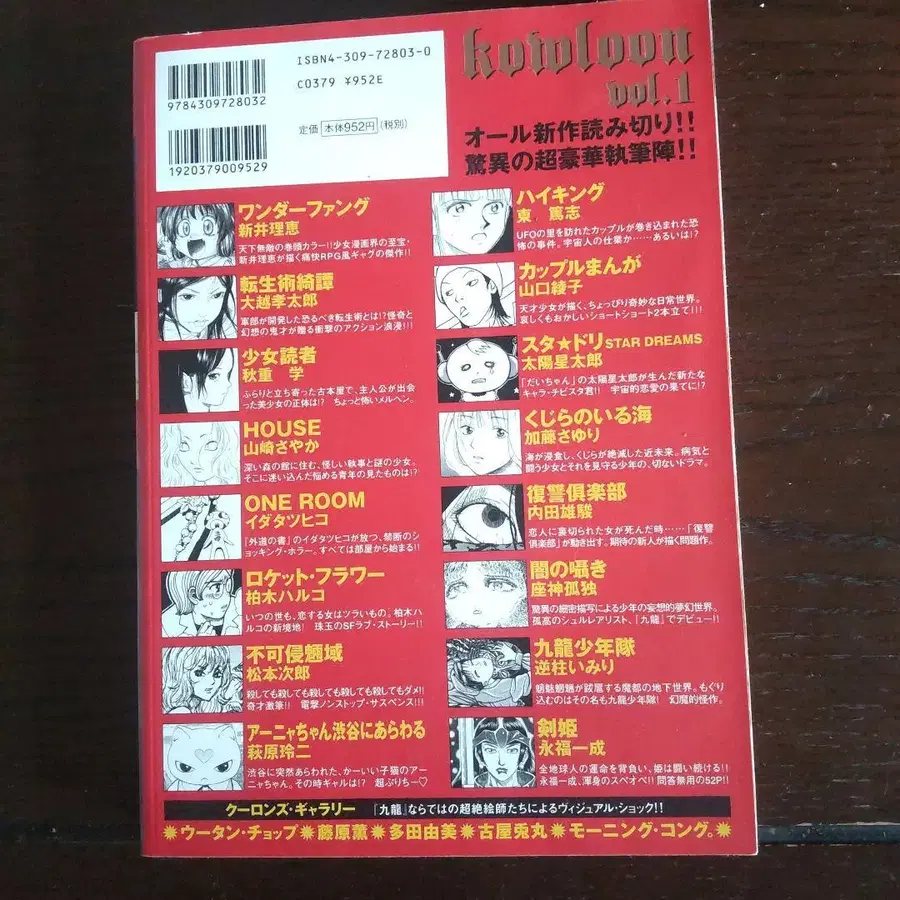 ISBN4-309-72803-0
C0379 ¥952E
9784309728032
定価 本体952円(税別)
1920379009529
kowloon
vol.1
オール新作読み切り!!
驚異の超豪華執筆陣!!
ワンダーファング
新井理恵
天下無敵の巻頭カラー!!少女漫画界の至宝・
新井理恵が描く痛快RPG風ギャグの傑作!!
転生術綺譚
大越孝太郎
軍部が開発した恐るべき転生術とは!?怪奇と
幻想の鬼才が贈る衝撃のアクション浪漫!!!
少女読者
秋重 学
ふらりと立ち寄った古本屋で、主人公が出会
った美少女の正体は!? ちょっと怖いメルヘン。
HOUSE
山崎さやか
深い森の館に住む、怪しい執事と謎の少女。
そこに迷い込んだ悩める青年の見たものは!?
ONE ROOM
イダタツヒコ
「外道の書」のイダタツヒコが放つ、禁断のシ
ョッキング・ホラー。すべては部屋から始まる!!
ロケット・フラワー
柏木ハルコ
いつの世も、恋する女はツラいもの。柏木ハ
ルコの新境地! 珠玉のSFラブ・ストーリー!!
不可侵魎域
松本次郎
殺しても殺しても殺しても殺しても殺してもダメ!!
奇才激筆!! 電撃ノンストップ・サスペンス!!!
アーニャちゃん渋谷にあらわる
萩原玲二
渋谷に突然あらわれた、かーいい子猫のアー
ニャちゃん。その時ギャルは!? 超ぷりちー♡
ハイキング
東 篤志
UFOの里を訪れたカップルが巻き込まれた恐
怖の事件。宇宙人の仕業か……あるいは!?
カップルまんが
山口綾子
天才少女が描く、ちょっぴり奇妙な日常世界。
哀しくもおかしいショートショート2本立て!!!
スタ★ドリSTAR DREAMS
太陽星太郎
「だいちゃん」の太陽星太郎が生んだ新たな
キャラ・チビスタ君!! 宇宙的恋愛の果てに!?
くじらのいる海
加藤さゆり
海が浸食し、くじらが絶滅した近未来。病気と
闘う少女とそれを見守る少年の、切ないドラマ。
復讐倶楽部
内田雄駿
恋人に裏切られた女が死んだ時……「復讐
倶楽部」が動き出す。期待の新人が描く問題作。
闇の囁き
座神孤独
驚異の細密描写による少年の妄想的夢幻世界。
孤高のシュルレアリスト、「九龍」でデビュー!!
九龍少年隊
逆柱いみり
魑魅魍魎が跋扈する魔都の地下世界。もぐり
込むのはその名も九龍少年隊! 幻魔的怪作。
剣姫
永福一成
全地球人の運命を背負い、姫は闘い続ける!!
永福一成、渾身のスペオペ!! 問答無用の52P!!
クーロンズ・ギャラリー 『九龍』ならではの超絶絵師たちによるヴィジュアル・ショック!!
✹ウータン・チョップ✹藤原薫✹多田由美✹古屋兎丸✹モーニング・コング。✹